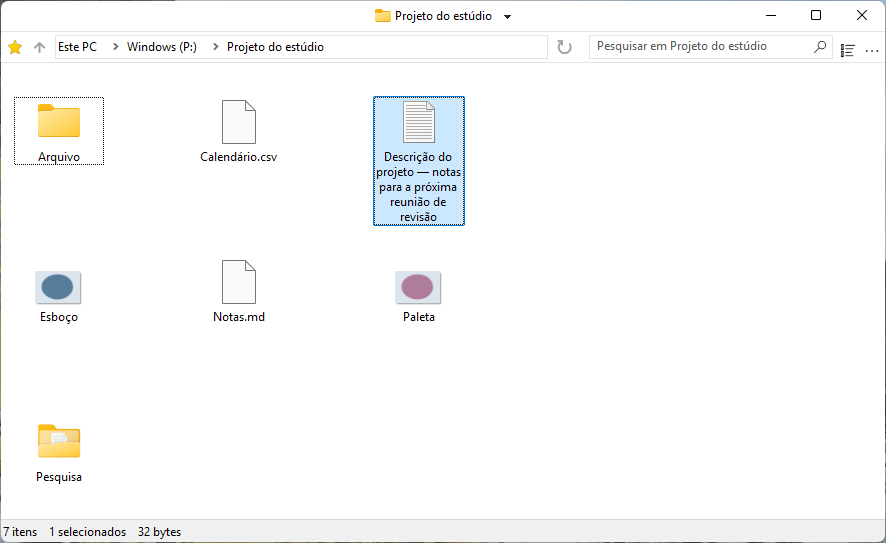 Projeto do estúdio
Este PC
Windows (P:)
Projeto do estúdio
Pesquisar em Projeto do estúdio
Arquivo
Calendário.csv
Descrição do
projeto — notas
para a próxima
reunião de
revisão
Esboço
Notas.md
Paleta
Pesquisa
7 itens
1 selecionados
32 bytes